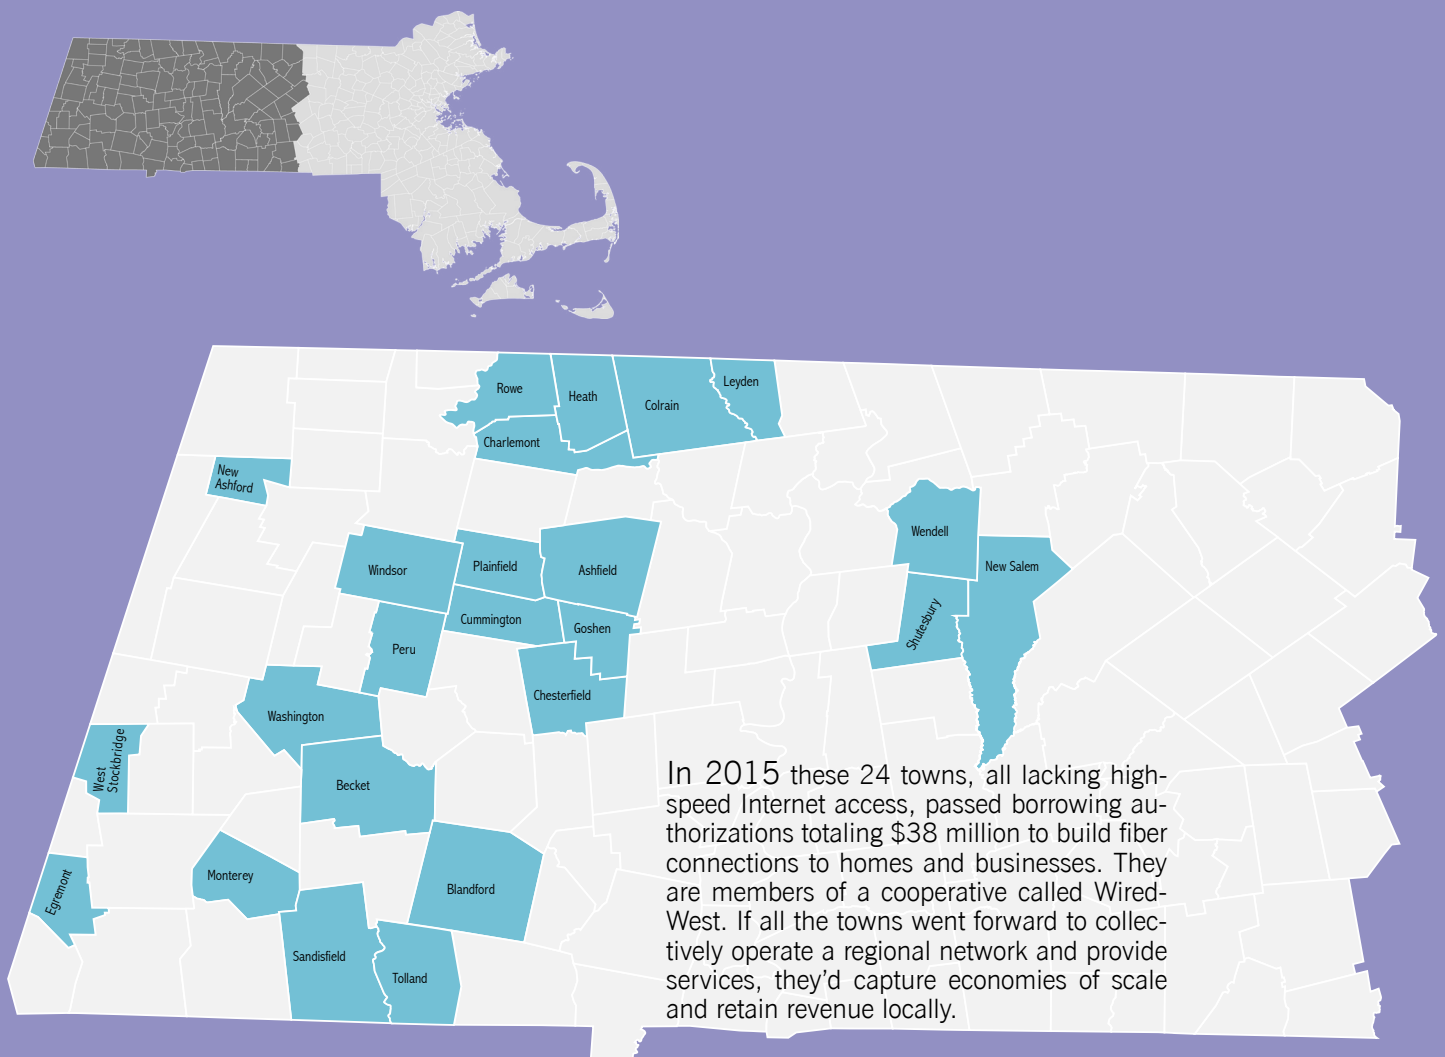 Rowe
Heath
Colrain
Leyden
Charlemont
New
Ashford
Wendell
Windsor
Plainfield
Ashfield
New Salem
Cummington
Goshen
Shutesbury
Peru
Chesterfield
Washington
West
Stockbridge
Becket
Monterey
Egremont
Blandford
Sandisfield
Tolland
In 2015 these 24 towns, all lacking high-
speed Internet access, passed borrowing au-
thorizations totaling $38 million to build fiber
connections to homes and businesses. They
are members of a cooperative called Wired-
West. If all the towns went forward to collec-
tively operate a regional network and provide
services, they’d capture economies of scale
and retain revenue locally.